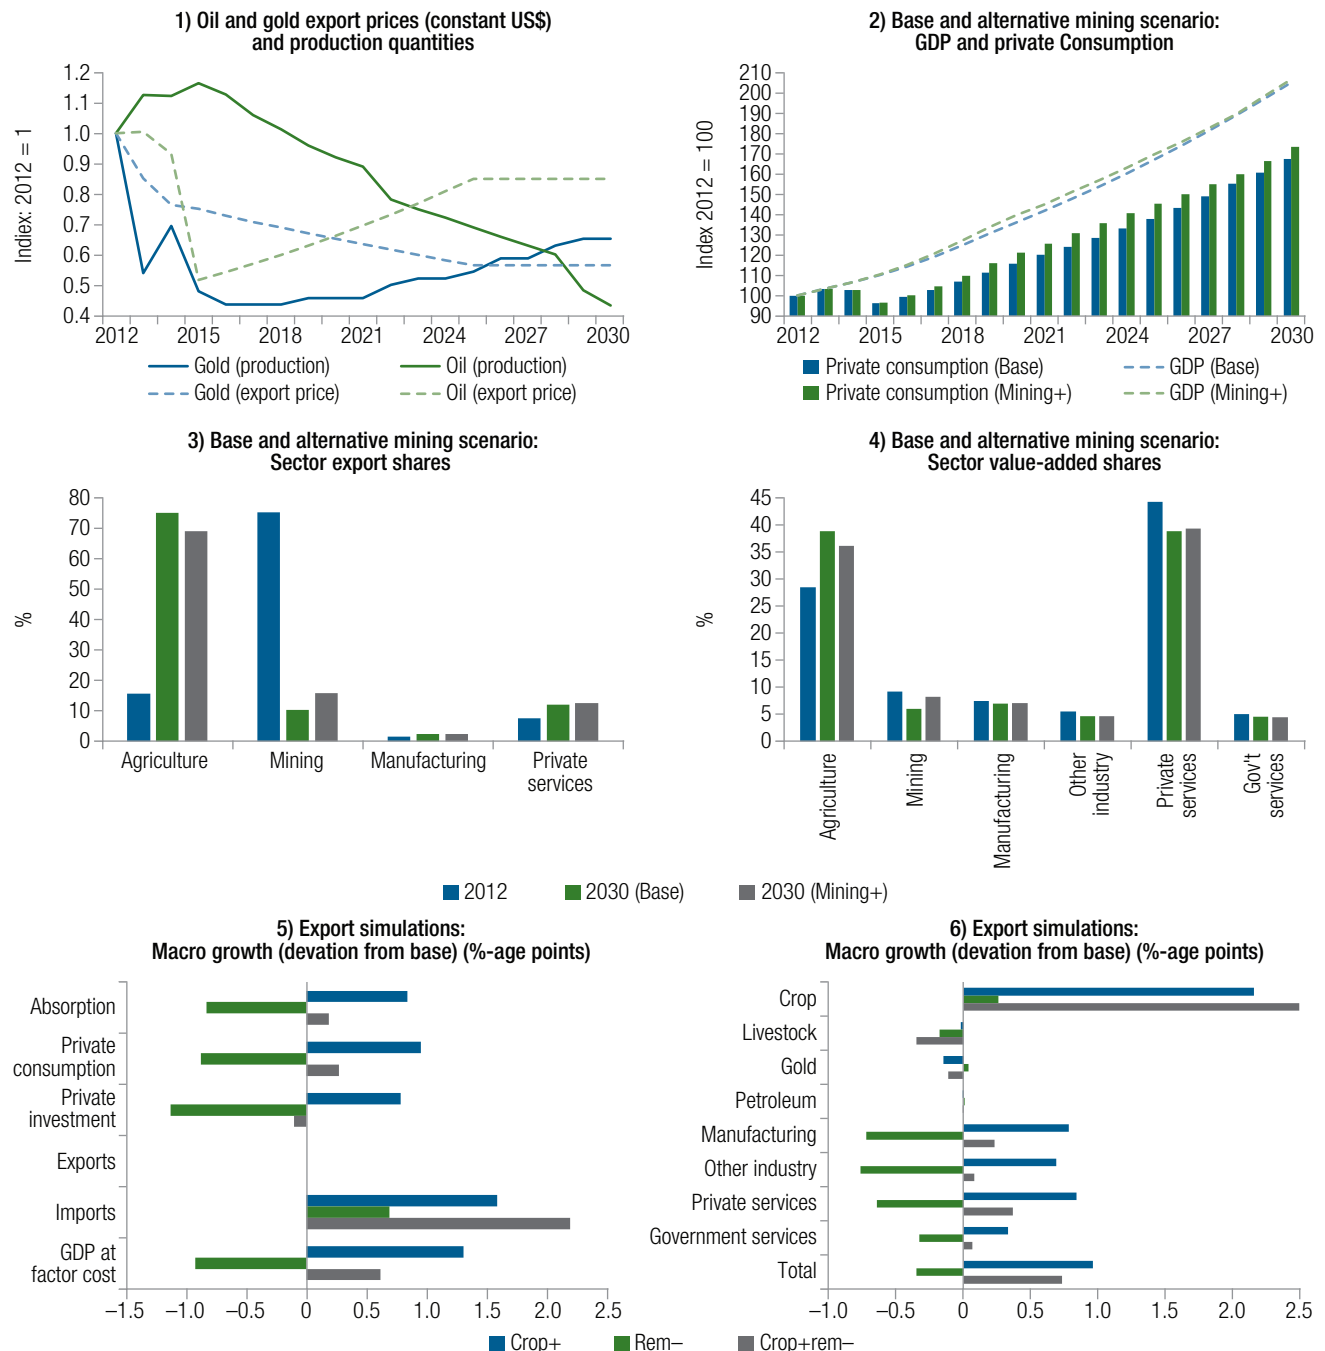 1) Oil and gold export prices (constant US$)
and production quantities
Index: 2012 = 1
1.2
1.1
1.0
0.9
0.8
0.7
0.6
0.5
0.4
2012 2015 2018 2021 2024 2027 2030
Gold (production) Oil (production)
Gold (export price) Oil (export price)
2) Base and alternative mining scenario:
GDP and private Consumption
Index 2012 = 100
210
200
190
180
170
160
150
140
130
120
110
100
90
2012 2015 2018 2021 2024 2027 2030
Private consumption (Base) GDP (Base)
Private consumption (Mining+) GDP (Mining+)
3) Base and alternative mining scenario:
Sector export shares
%
80
70
60
50
40
30
20
10
0
Agriculture Mining Manufacturing Private
services
4) Base and alternative mining scenario:
Sector value-added shares
%
45
40
35
30
25
20
15
10
5
0
Agriculture
Mining
Manufacturing
Other
industry
Private
services
Gov't
services
2012 2030 (Base) 2030 (Mining+)
5) Export simulations:
Macro growth (devation from base) (%-age points)
Absorption
Private
consumption
Private
investment
Exports
Imports
GDP at
factor cost
–1.5 –1.0 –0.5 0 0.5 1.0 1.5 2.0 2.5
6) Export simulations:
Macro growth (devation from base) (%-age points)
Crop
Livestock
Gold
Petroleum
Manufacturing
Other industry
Private services
Government services
Total
–1.0 –0.5 0 0.5 1.0 1.5 2.0 2.5
Crop+ Rem– Crop+rem–